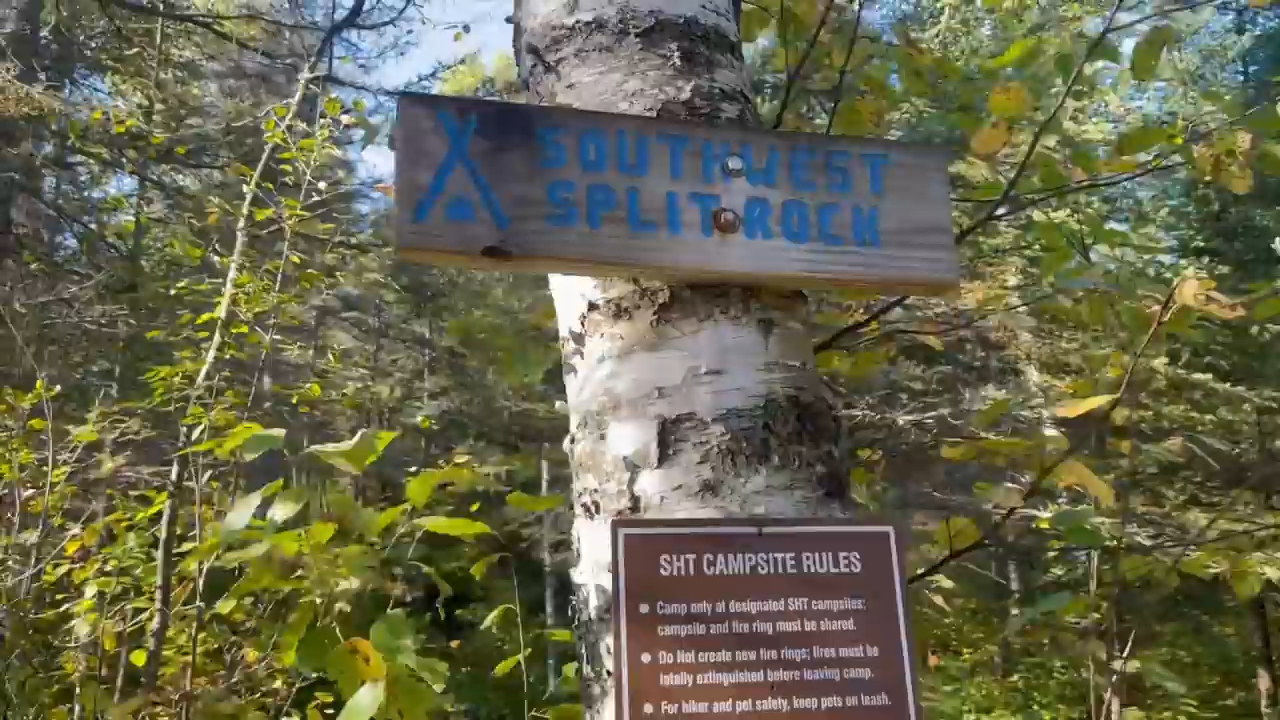 SOUTHWEST
SPLIT ROCK
SHT CAMPSITE RULES
Camp only at designated SHT campsites;
campsite and fire ring must be shared.
Do Not create new fire rings; fires must be
totally extinguished before leaving camp.
For hiker and pet safety, keep pets on leash.